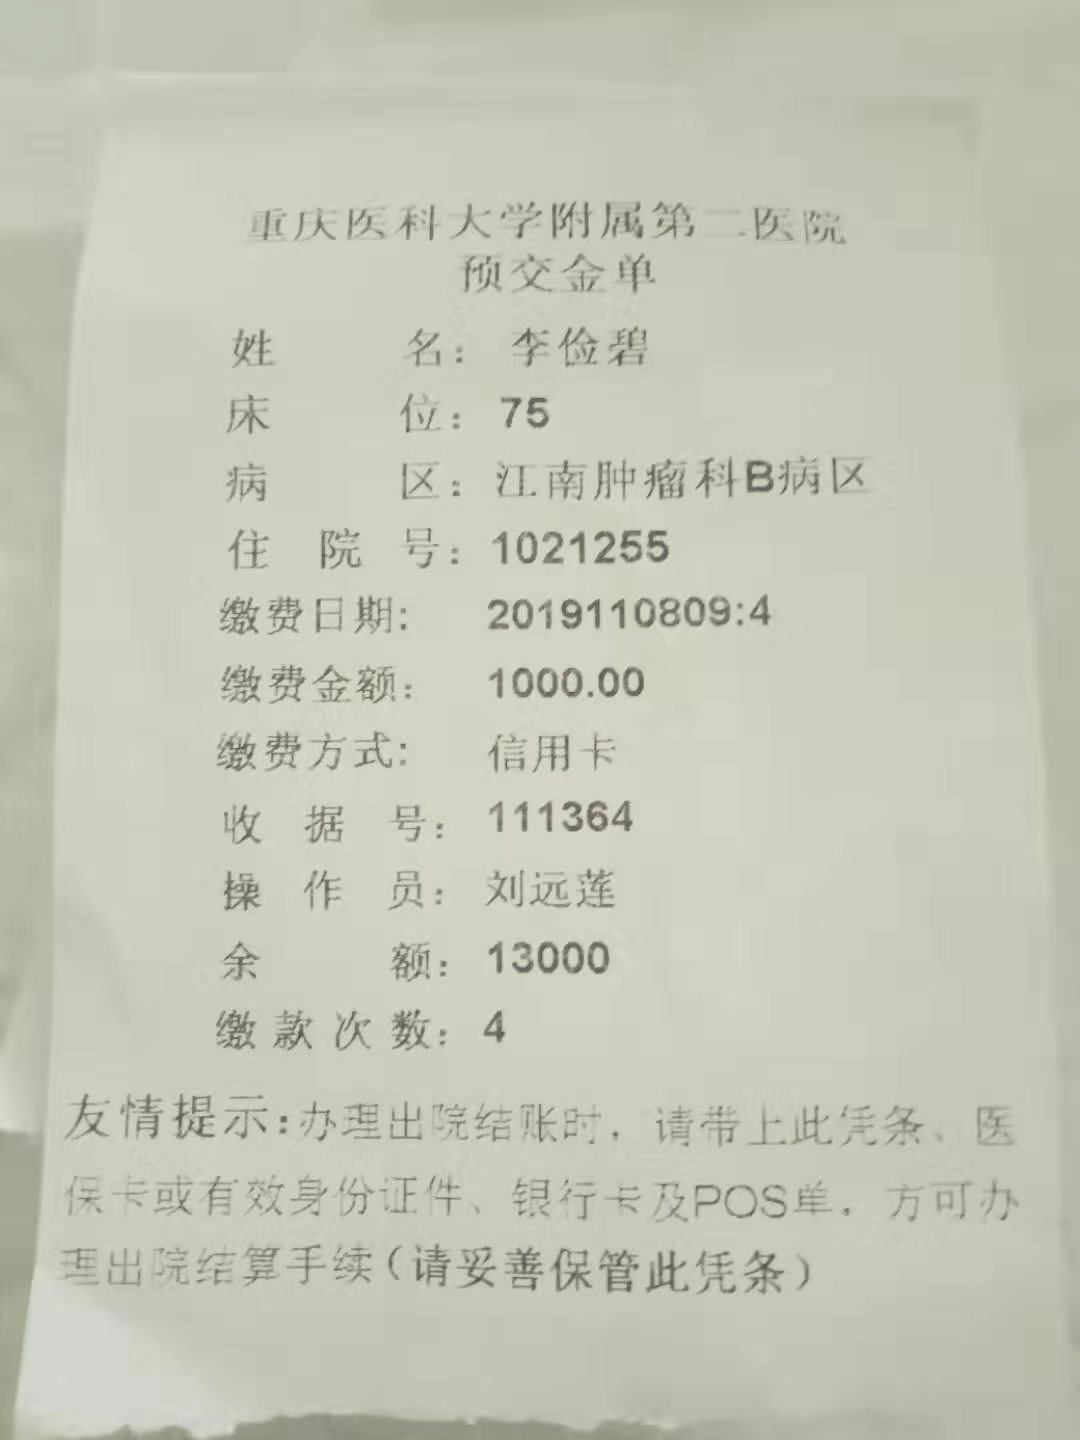 重庆医科大学附属第二医院
预交金单
姓 名：李俭碧
床 位：75
病 区：江南肿瘤科B病区
住 院 号：1021255
缴费日期： 2019110809:4
缴费金额： 1000.00
缴费方式： 信用卡
收 据 号：111364
操 作 员：刘远莲
余 额：13000
缴 款 次 数：4
友情提示：办理出院结账时，请带上此凭条、医
保卡或有效身份证件、银行卡及POS单，方可办
理出院结算手续（请妥善保管此凭条）